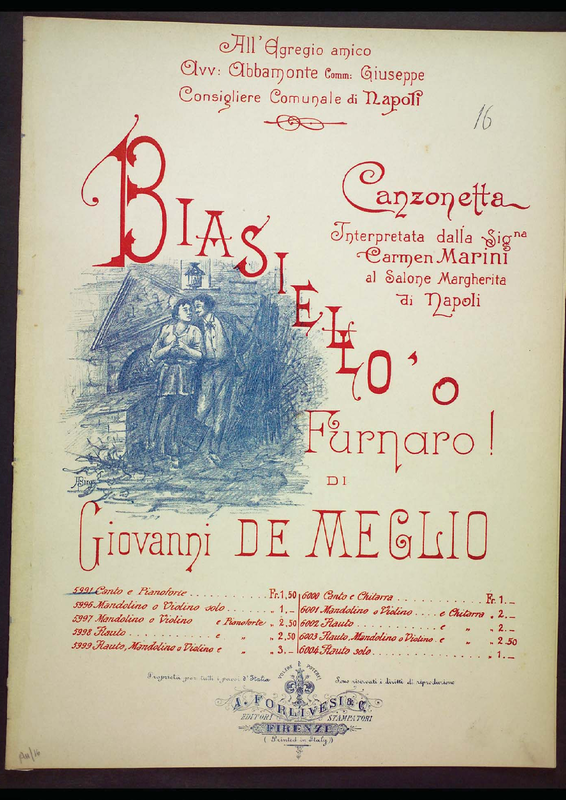 All' Egregio amico
Avv: Abbamonte Comm: Giuseppe
Consigliere Comunale di Napoli
16
BIASIELLO 'O
Furnaro!
Canzonetta
Interpretata dalla Signa
Carmen Marini
al Salone Margherita
di Napoli
DI
Giovanni DE MEGLIO
5991 Canto e Pianoforte . . . . . . . . . . Fr. 1,50
5996 Mandolino o Violino solo . . . . . . „ 1. _
5997 Mandolino o Violino e Pianoforte „ 2,50
5998 Flauto . . . . . . . . e „ „ 2,50
5999 Flauto, Mandolino o Violino e „ „ 3. _
6000 Canto e Chitarra . . . . . . . . . Fr. 1. _
6001 Mandolino o Violino . . . . e Chitarra „ 2. _
6002 Flauto . . . . . . . . e „ „ 2. _
6003 Flauto, Mandolino o Violino e „ „ 2 50
6004 Flauto solo . . . . . . . . . . „ 1. _
Proprietà per tutti i paesi d'Italia
Sono riservati i diritti di riproduzione
VOLERE È POTERE
J. FORLIVESI & C.
EDITORI STAMPATORI
FIRENZE
(Printed in Italy)